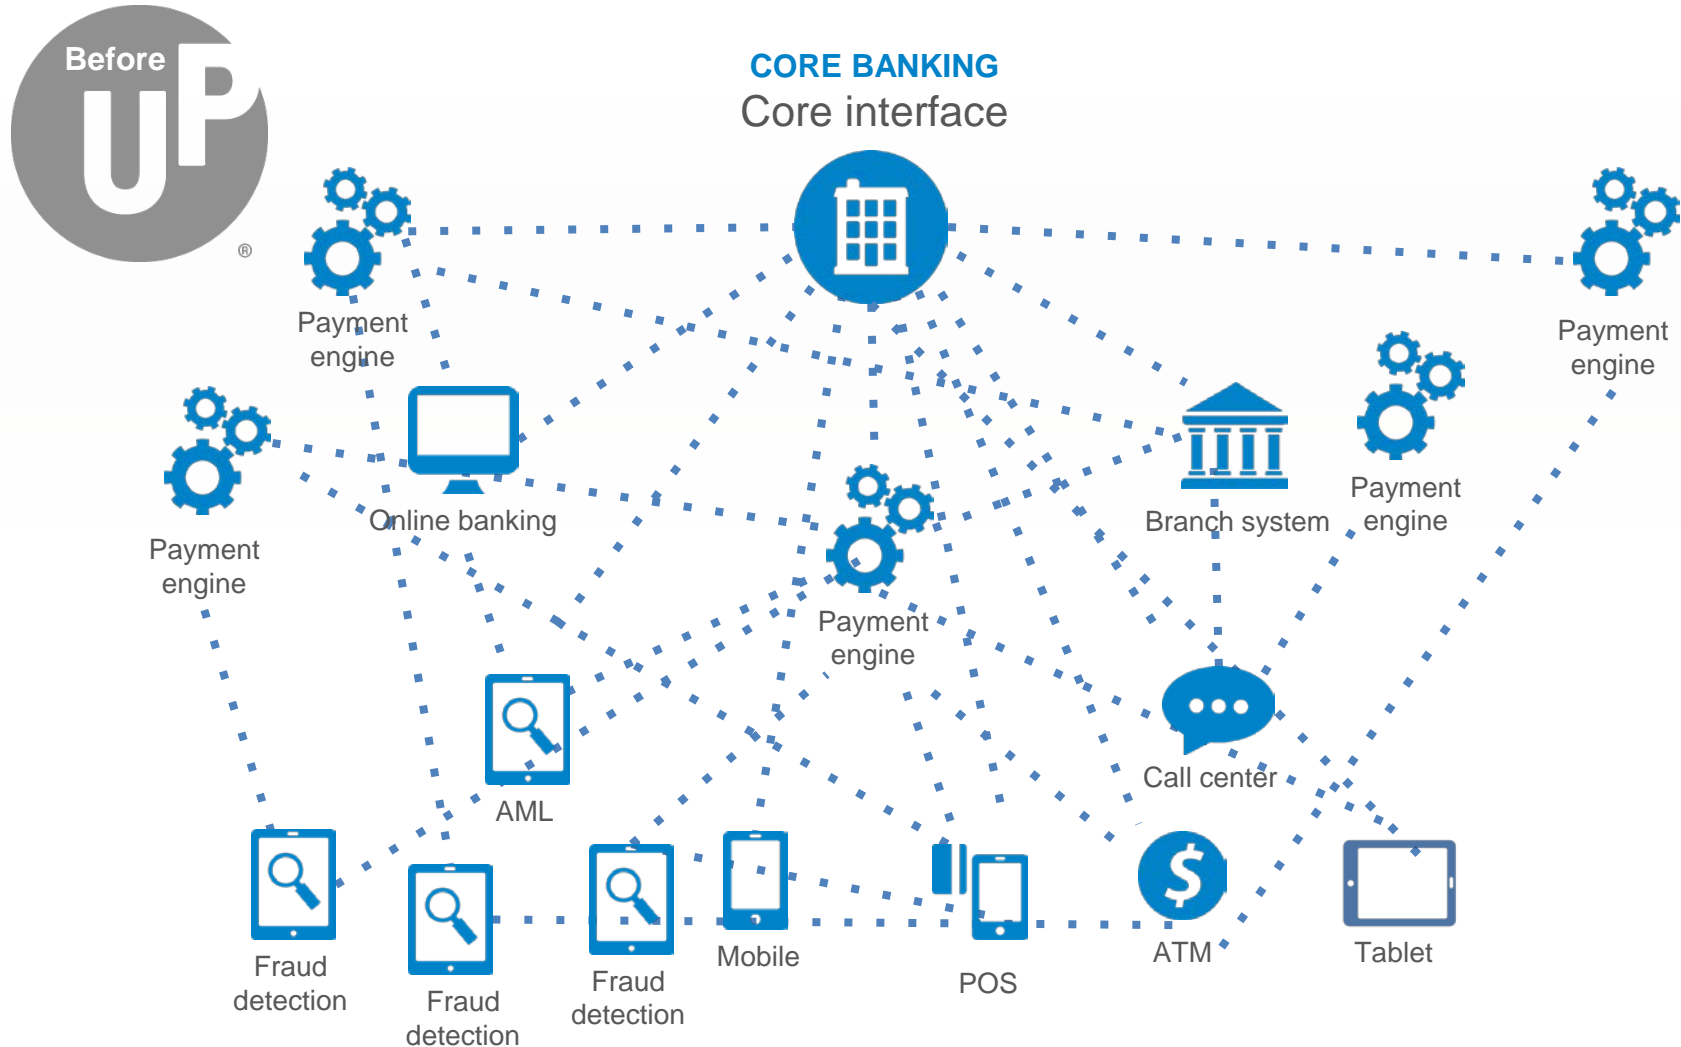 Before
UP
®
CORE BANKING
Core interface
Payment
engine
Payment
engine
Payment
engine
Payment
engine
Online banking
Branch system
Payment
engine
Call center
AML
Mobile
ATM
Tablet
Fraud
detection
POS
Fraud
detection
Fraud
detection